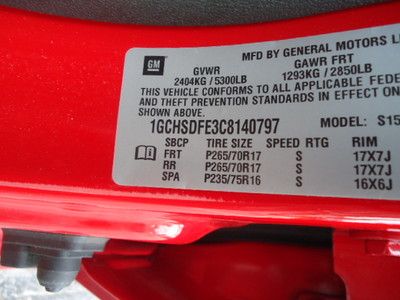 GM
MFD BY GENERAL MOTORS LL
GVWR GAWR FRT
2404KG / 5300LB 1293KG / 2850LB
THIS VEHICLE CONFORMS TO ALL APPLICABLE FEDE
AND THEFT PREVENTION STANDARDS IN EFFECT ON
SHOWN ABOVE.
1GCHSDFE3C8140797 MODEL: S15
SBCP TIRE SIZE SPEED RTG RIM
FRT P265/70R17 S 17X7J
RR P265/70R17 S 17X7J
SPA P235/75R16 S 16X6J